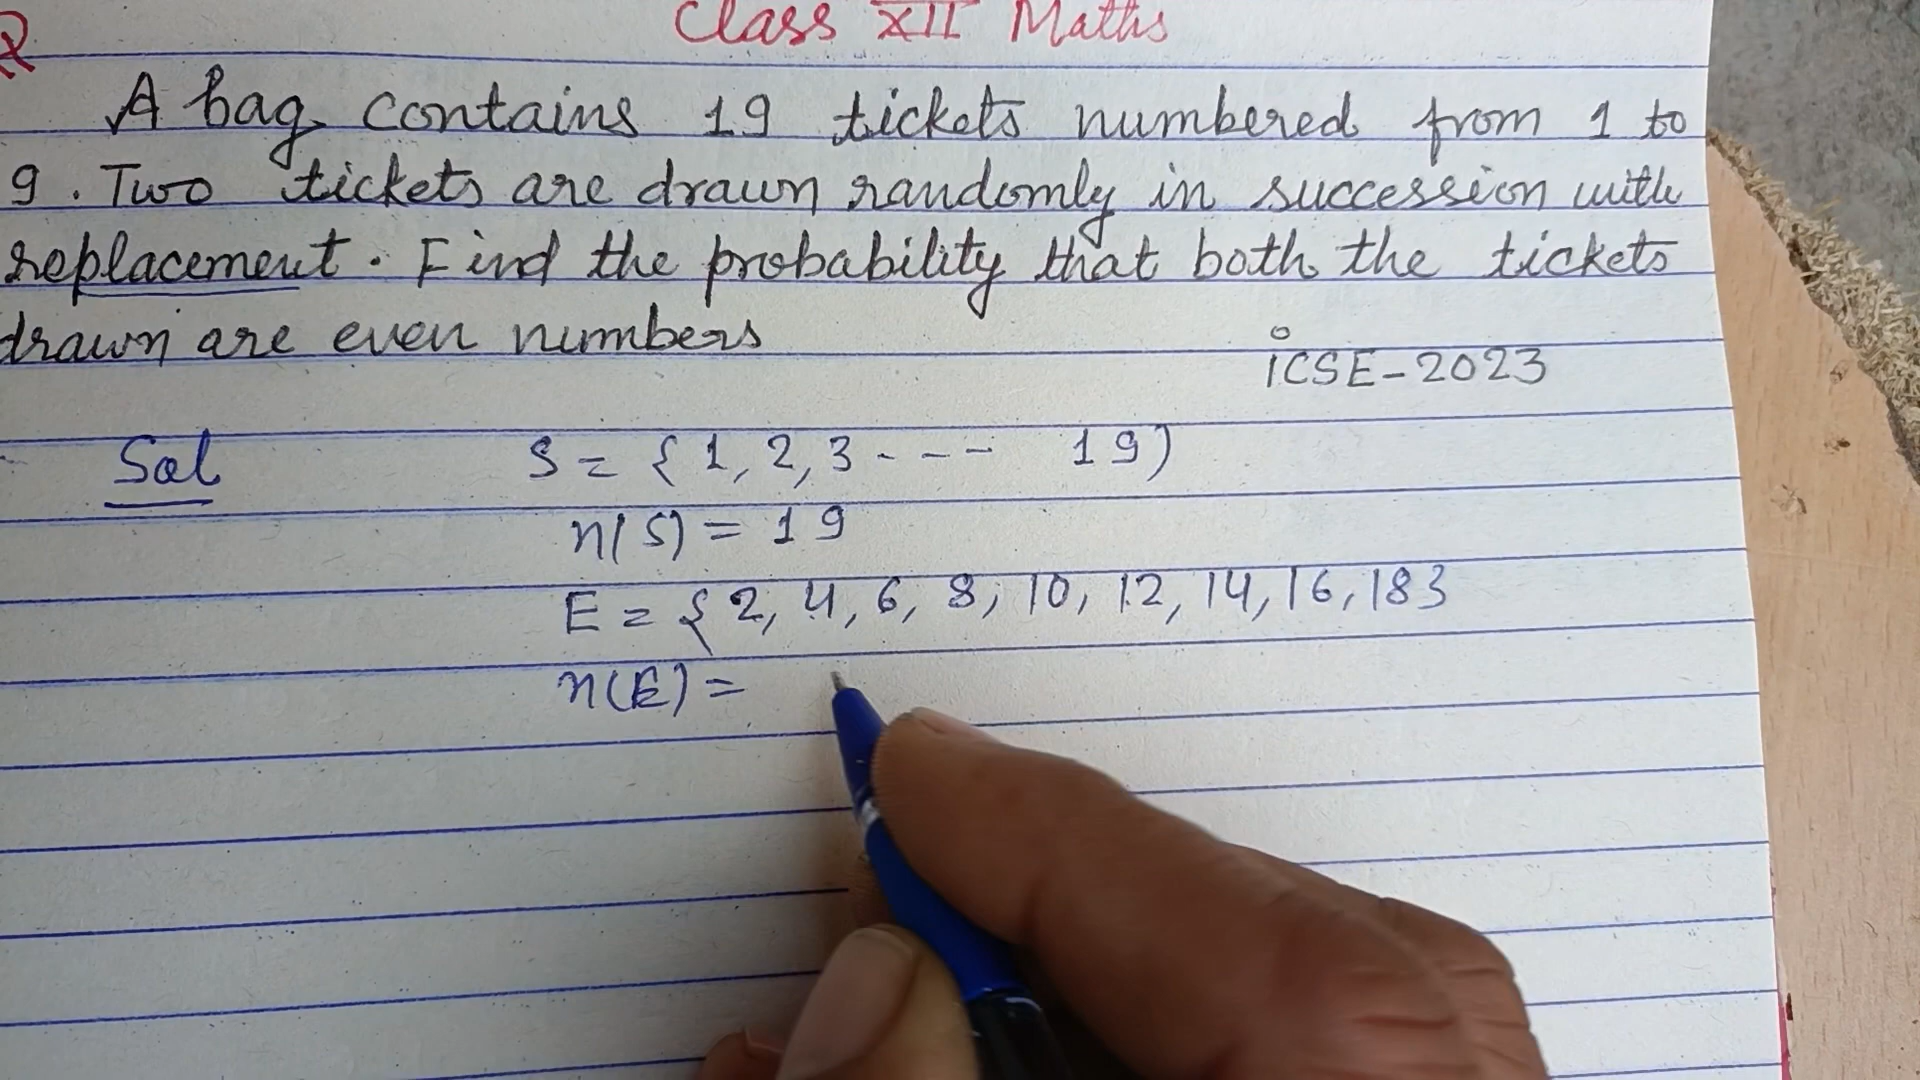 Class XII Maths
Q
A bag contains 19 tickets numbered from 1 to
9. Two tickets are drawn randomly in succession with
replacement. Find the probability that both the tickets
drawn are even numbers
iCSE-2023
Sol S = { 1, 2, 3 - - - 19 )
n(S) = 19
E = { 2, 4, 6, 8, 10, 12, 14, 16, 18 }
n(E) =